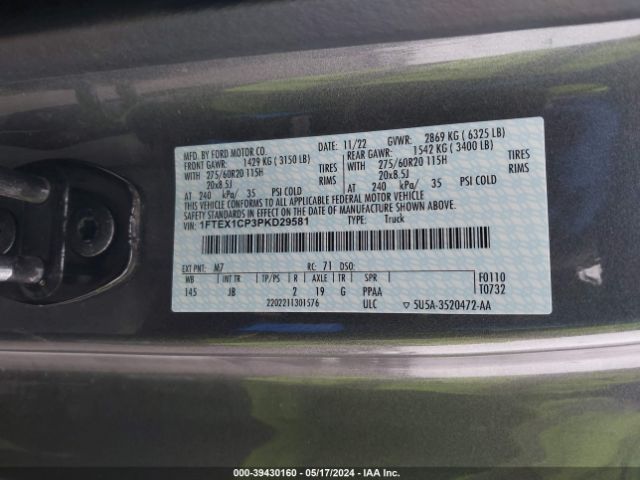 MFD. BY FORD MOTOR CO. DATE: 11/22 GVWR: 2869 KG ( 6325 LB)
FRONT GAWR: 1429 KG ( 3150 LB) REAR GAWR: 1542 KG ( 3400 LB)
WITH 275/60R20 115H TIRES WITH 275/60R20 115H TIRES
20x8.5J RIMS 20x8.5J RIMS
AT 240 kPa/ 35 PSI COLD AT 240 kPa/ 35 PSI COLD
THIS VEHICLE CONFORMS TO ALL APPLICABLE FEDERAL MOTOR VEHICLE
SAFETY STANDARDS IN EFFECT ON THE DATE OF MANUFACTURE SHOWN ABOVE.
VIN: 1FTEX1CP3PKD29581 TYPE: Truck
EXT PNT: M7 RC: 71 DSO: F0110
WB INT TR TP/PS R AXLE TR SPR T0732
145 JB 2 19 G PPAA
2202211301576 ULC 5U5A-3520472-AA
000-39430160 - 05/17/2024 - IAA Inc.